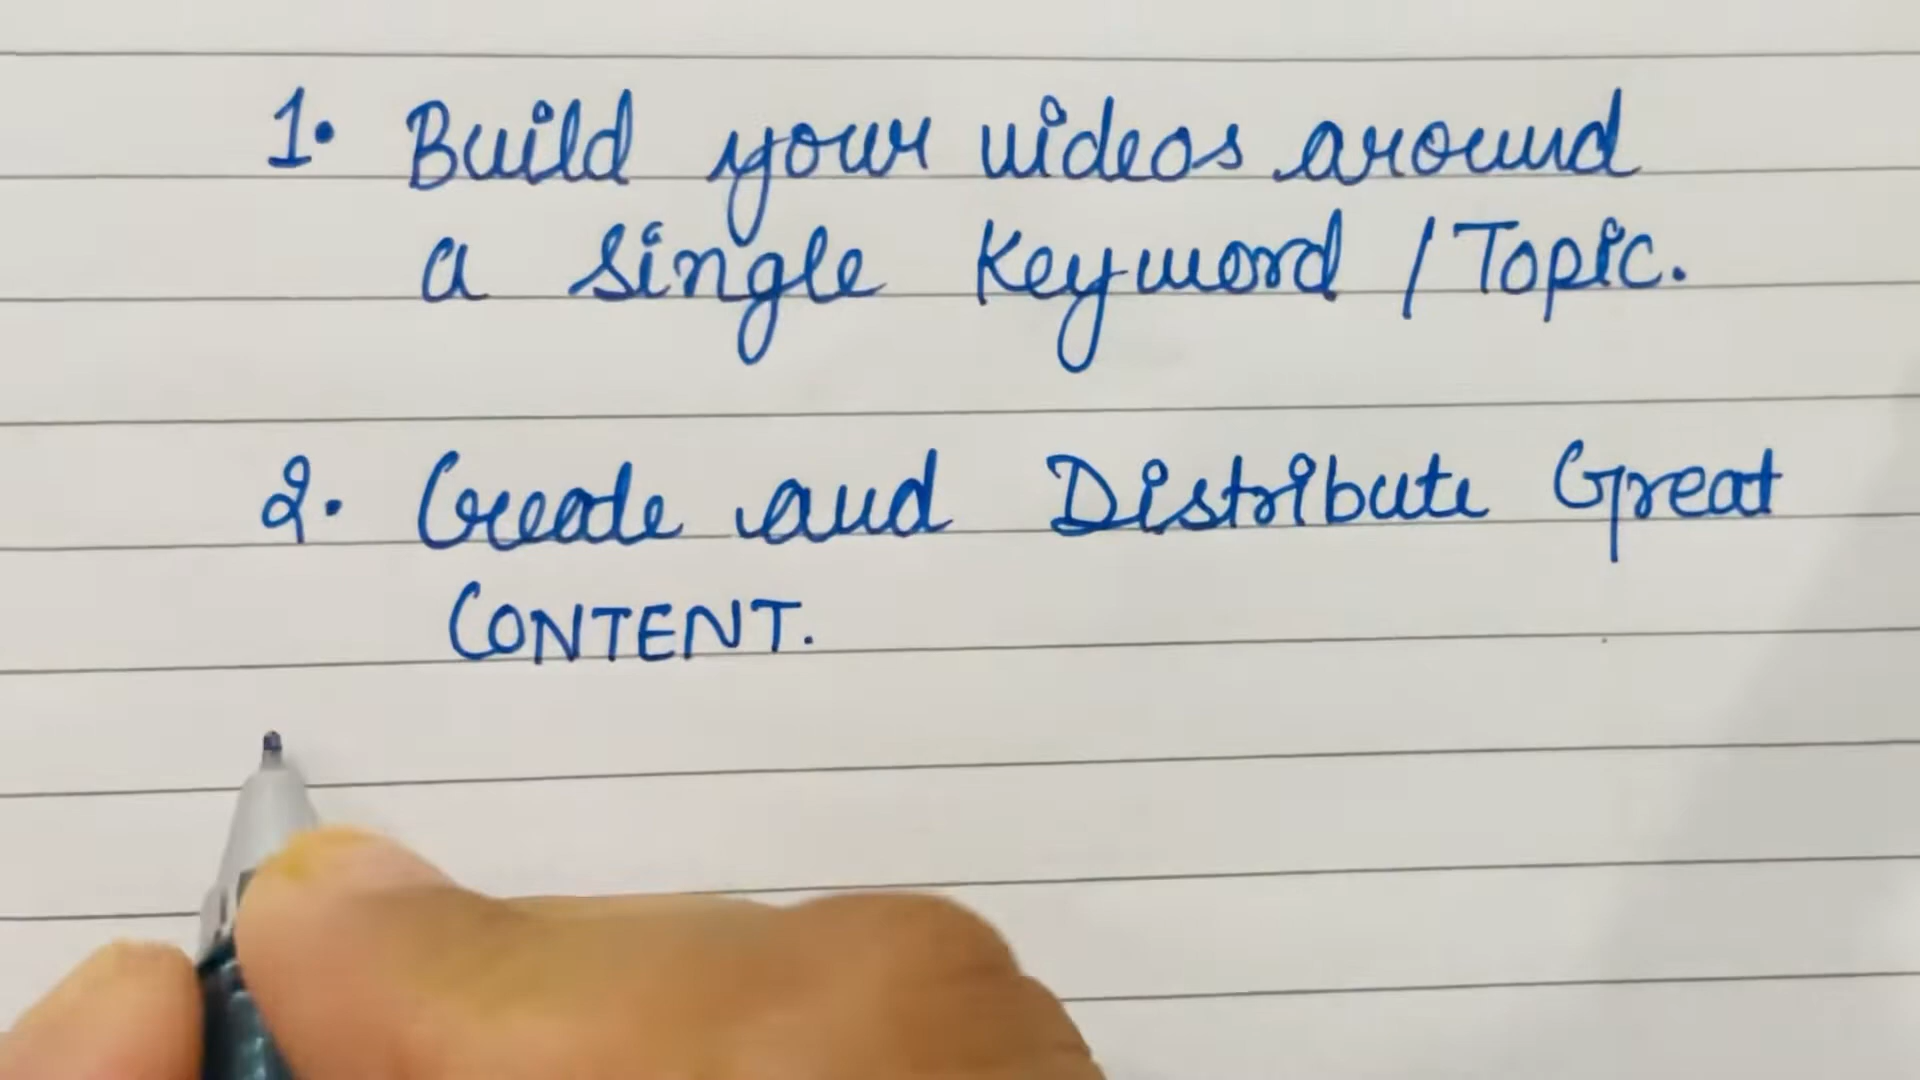 1. Build your videos around
a single Keyword / Topic.
2. Create and Distribute Great
CONTENT.